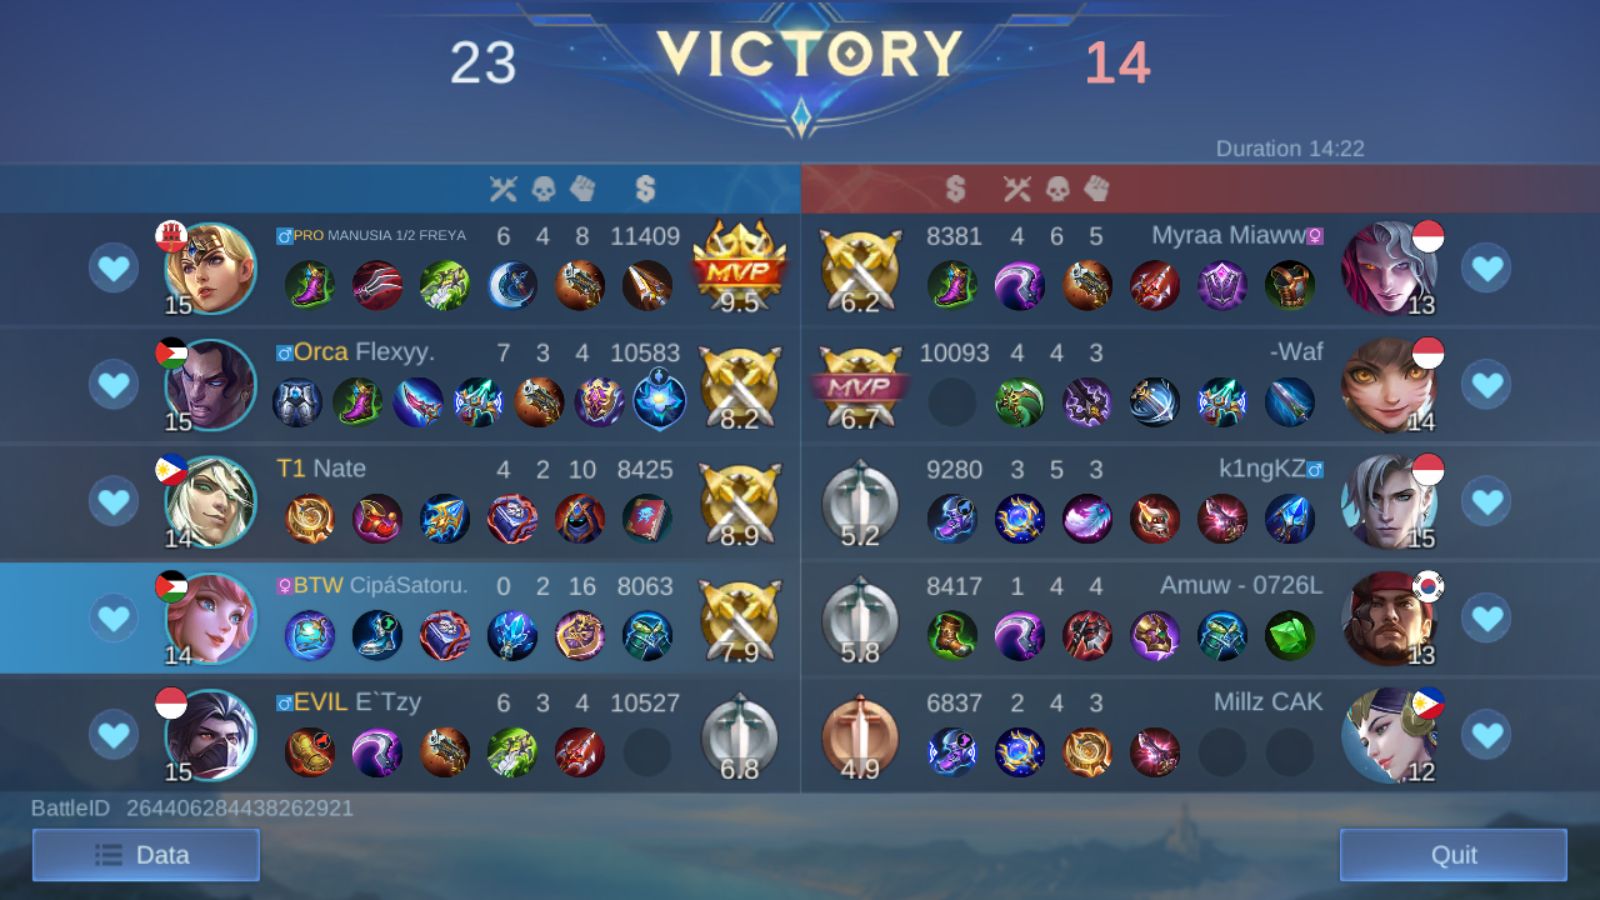 23 VICTORY 14
Duration 14:22
PRO MANUSIA 1/2 FREYA 6 4 8 11409 MVP 9.5
15
6.2 8381 4 6 5 Myraa Miaww
13
Orca Flexyy. 7 3 4 10583 8.2
15
MVP 6.7 10093 4 4 3 -Waf
14
T1 Nate 4 2 10 8425 8.9
14
5.2 9280 3 5 3 k1ngKZ
15
BTW CipáSatoru. 0 2 16 8063 7.9
14
5.8 8417 1 4 4 Amuw - 0726L
13
EVIL E`Tzy 6 3 4 10527 6.8
15
4.9 6837 2 4 3 Millz CAK
12
BattleID 264406284438262921
Data
Quit